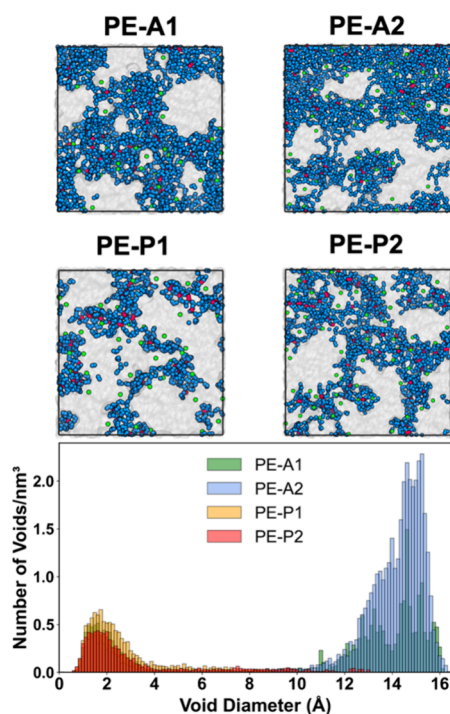 PE-A1 PE-A2
PE-P1 PE-P2
Number of Voids/nm³
2.0
1.5
1.0
0.5
0.0
PE-A1
PE-A2
PE-P1
PE-P2
0 2 4 6 8 10 12 14 16
Void Diameter (Å)